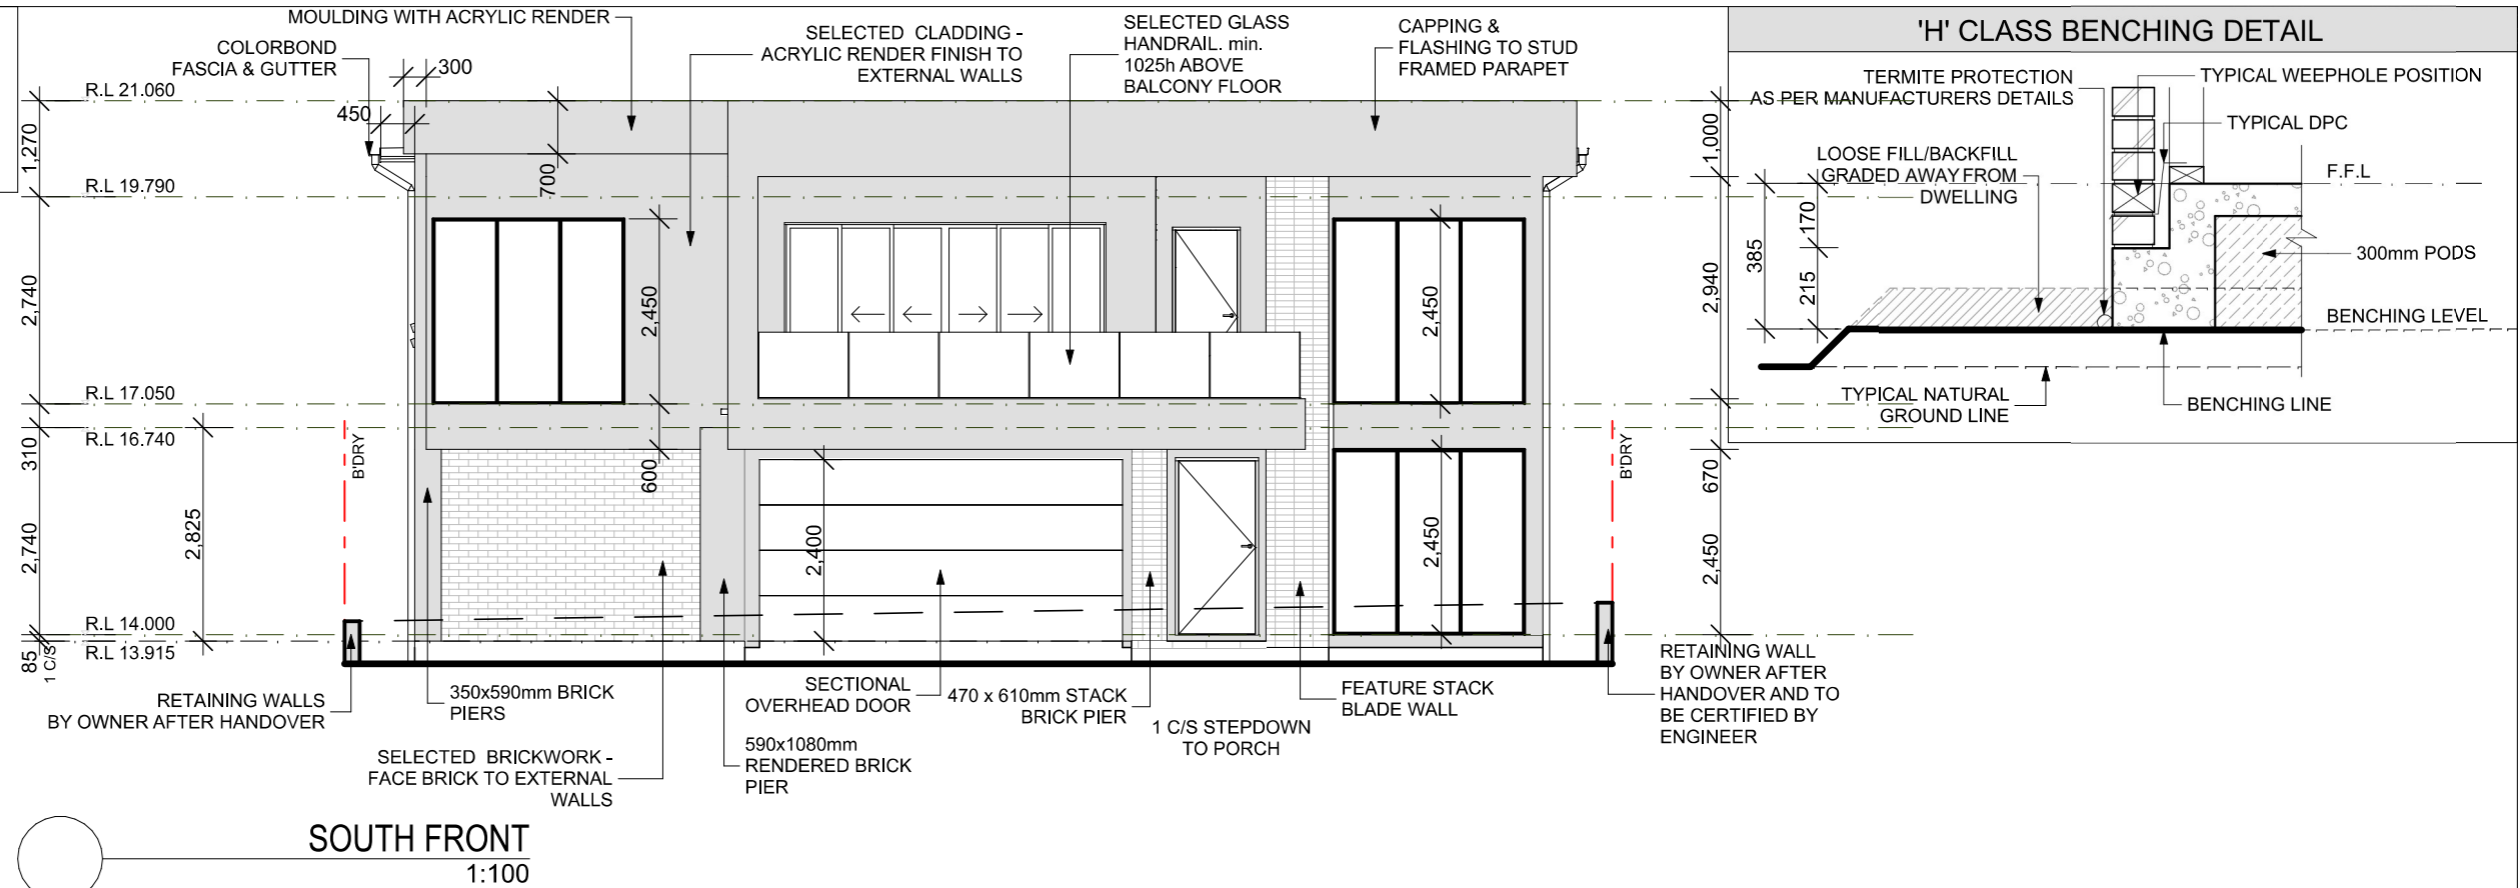 MOULDING WITH ACRYLIC RENDER
COLORBOND
FASCIA & GUTTER
300
450
SELECTED CLADDING -
ACRYLIC RENDER FINISH TO
EXTERNAL WALLS
SELECTED GLASS
HANDRAIL. min.
1025h ABOVE
BALCONY FLOOR
CAPPING &
FLASHING TO STUD
FRAMED PARAPET
R.L 21.060
1,270
R.L 19.790
2,740
R.L 17.050
310
R.L 16.740
2,740
2,825
R.L 14.000
85
1 C/S
R.L 13.915
B'DRY
700
2,450
600
2,400
2,450
2,450
B'DRY
1,000
2,940
670
2,450
RETAINING WALLS
BY OWNER AFTER HANDOVER
350x590mm BRICK
PIERS
SELECTED BRICKWORK -
FACE BRICK TO EXTERNAL
WALLS
590x1080mm
RENDERED BRICK
PIER
SECTIONAL
OVERHEAD DOOR
470 x 610mm STACK
BRICK PIER
1 C/S STEPDOWN
TO PORCH
FEATURE STACK
BLADE WALL
RETAINING WALL
BY OWNER AFTER
HANDOVER AND TO
BE CERTIFIED BY
ENGINEER
SOUTH FRONT
1:100
'H' CLASS BENCHING DETAIL
TERMITE PROTECTION
AS PER MANUFACTURERS DETAILS
TYPICAL WEEPHOLE POSITION
TYPICAL DPC
LOOSE FILL/BACKFILL
GRADED AWAY FROM
DWELLING
F.F.L
385
170
215
300mm PODS
BENCHING LEVEL
TYPICAL NATURAL
GROUND LINE
BENCHING LINE